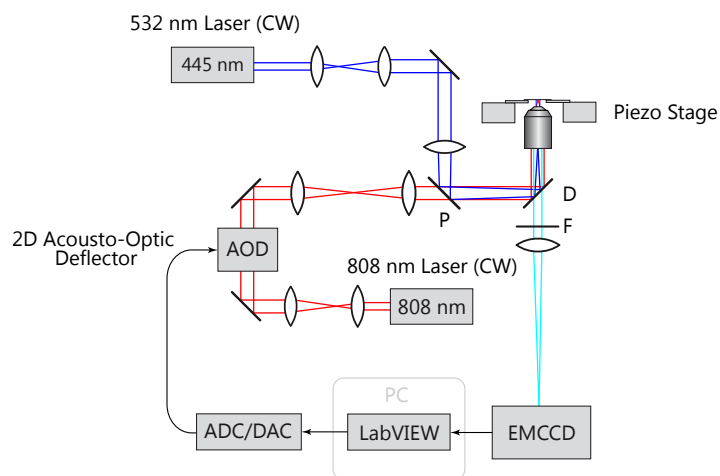 532 nm Laser (CW)
445 nm
Piezo Stage
D
P
F
2D Acousto-Optic
Deflector
AOD
808 nm Laser (CW)
808 nm
PC
ADC/DAC
LabVIEW
EMCCD